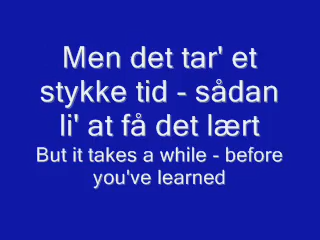 Men det tar' et
stykke tid - sådan
li' at få det lært
But it takes a while - before
you've learned